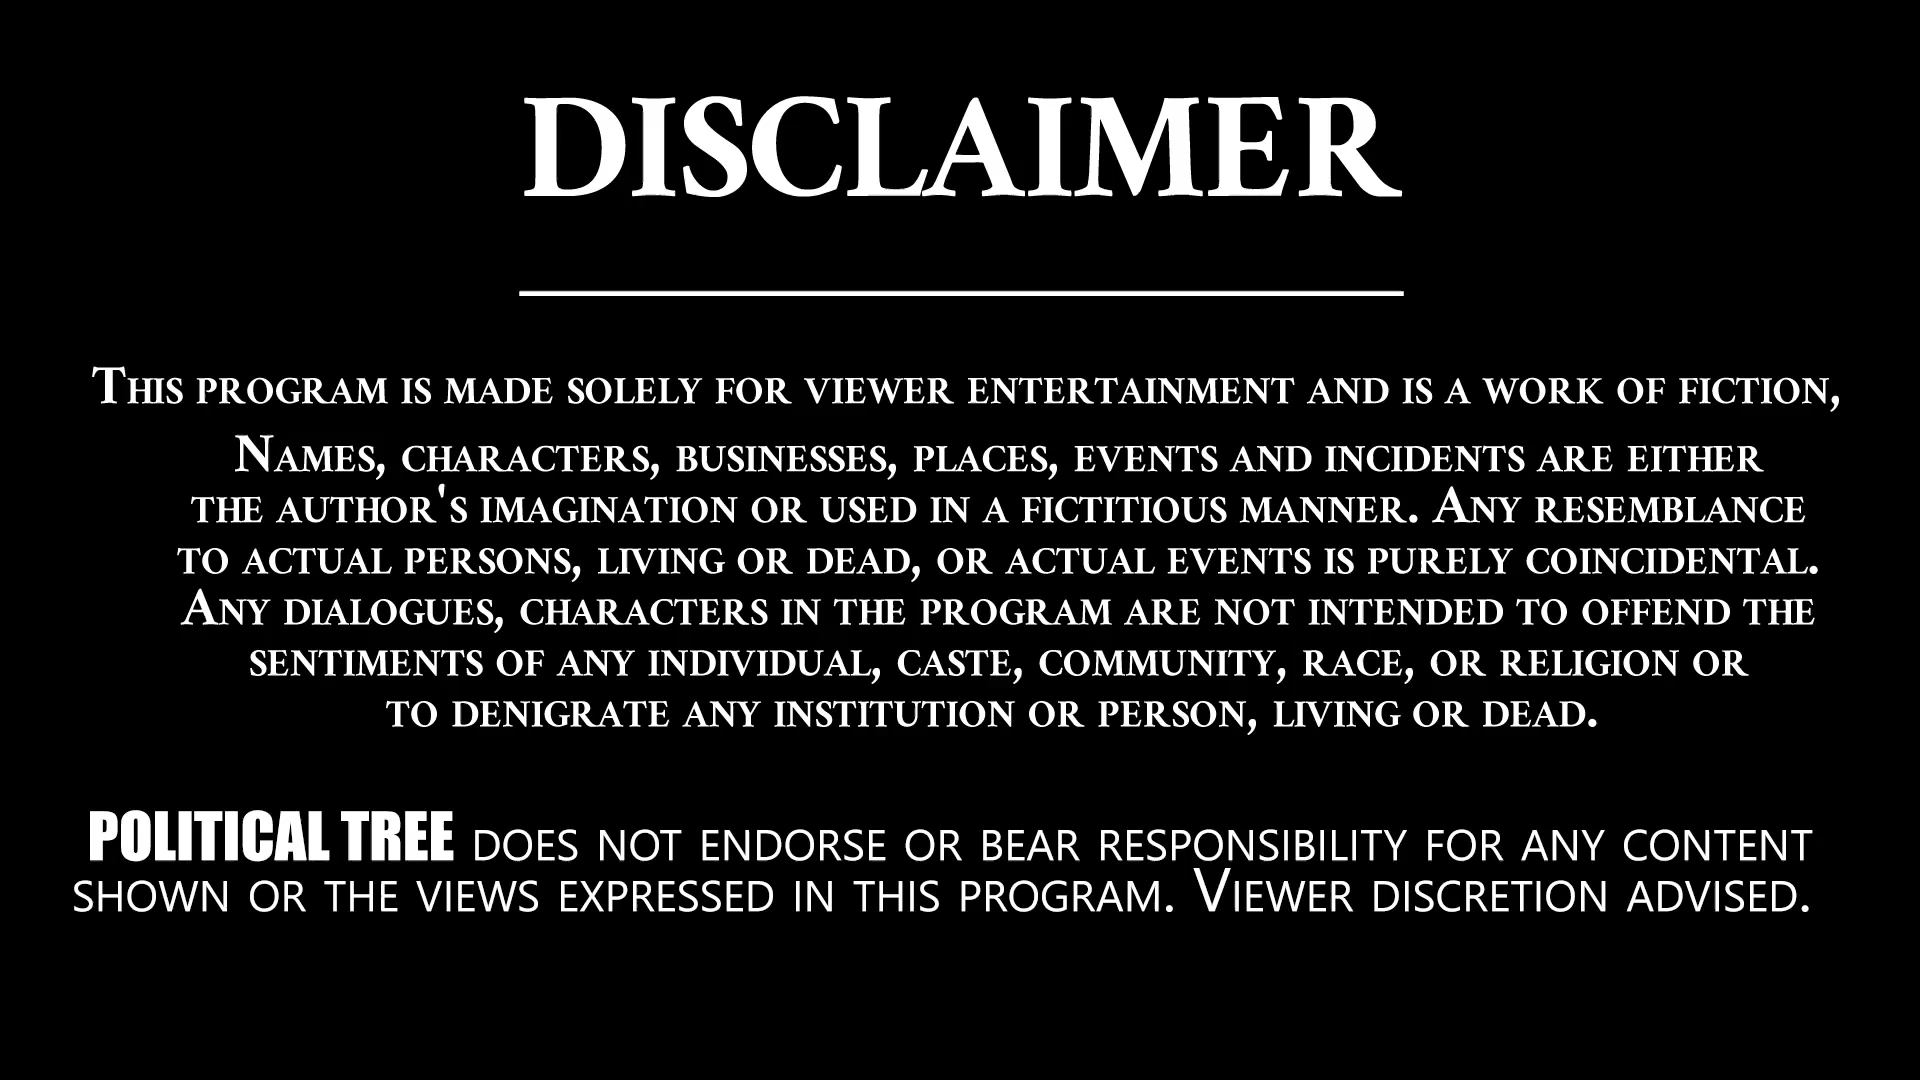 DISCLAIMER
This program is made solely for viewer entertainment and is a work of fiction,
Names, characters, businesses, places, events and incidents are either
the author's imagination or used in a fictitious manner. Any resemblance
to actual persons, living or dead, or actual events is purely coincidental.
Any dialogues, characters in the program are not intended to offend the
sentiments of any individual, caste, community, race, or religion or
to denigrate any institution or person, living or dead.
POLITICAL TREE does not endorse or bear responsibility for any content
shown or the views expressed in this program. Viewer discretion advised.